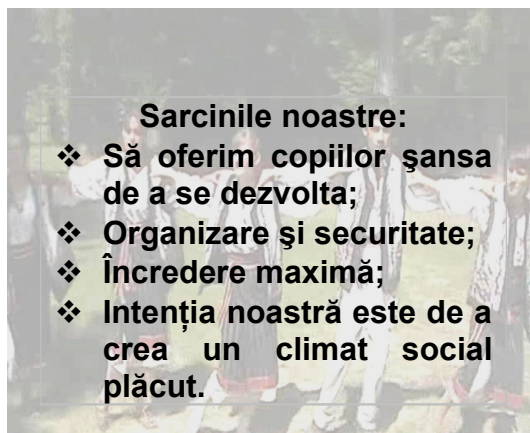 Sarcinile noastre:
❖ Să oferim copiilor şansa
de a se dezvolta;
❖ Organizare şi securitate;
❖ Încredere maximă;
❖ Intenția noastră este de a
crea un climat social
plăcut.